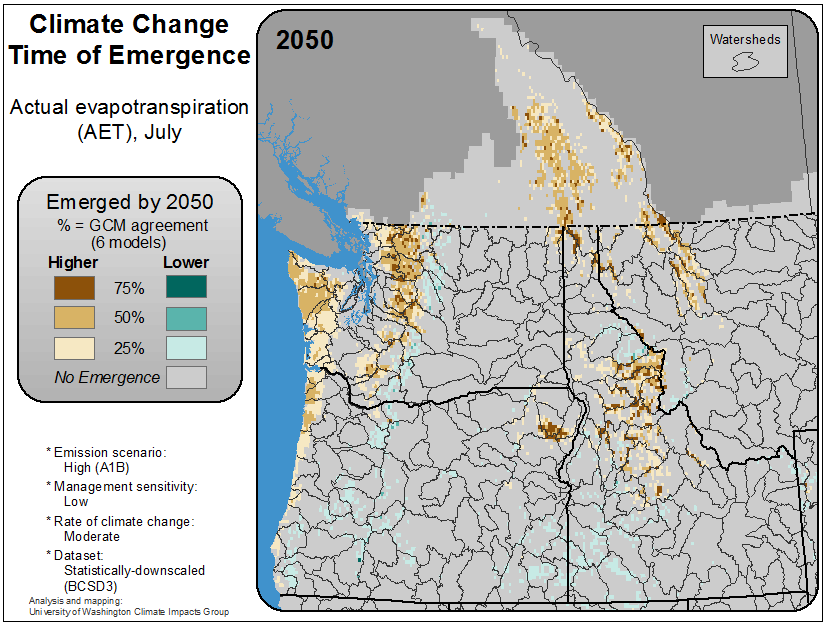 Climate Change
Time of Emergence
Actual evapotranspiration
(AET), July
Emerged by 2050
% = GCM agreement
(6 models)
Higher Lower
75%
50%
25%
No Emergence
* Emission scenario:
High (A1B)
* Management sensitivity:
Low
* Rate of climate change:
Moderate
* Dataset:
Statistically-downscaled
(BCSD3)
Analysis and mapping:
University of Washington Climate Impacts Group
2050
Watersheds